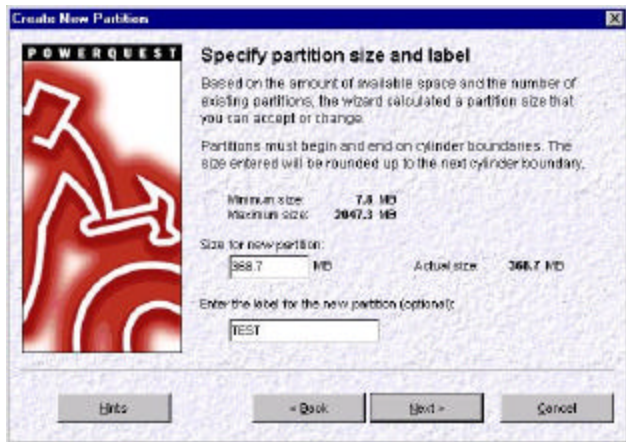 Create New Partition
POWERQUEST
Specify partition size and label
Based on the amount of available space and the number of
existing partitions, the wizard calculated a partition size that
you can accept or change.
Partitions must begin and end on cylinder boundaries. The
size entered will be rounded up to the next cylinder boundary.
Minimum size: 7.8 MB
Maximum size: 2047.3 MB
Size for new partition:
368.7 MB Actual size: 368.7 MB
Enter the label for the new partition (optional):
TEST
Hints < Back Next > Cancel